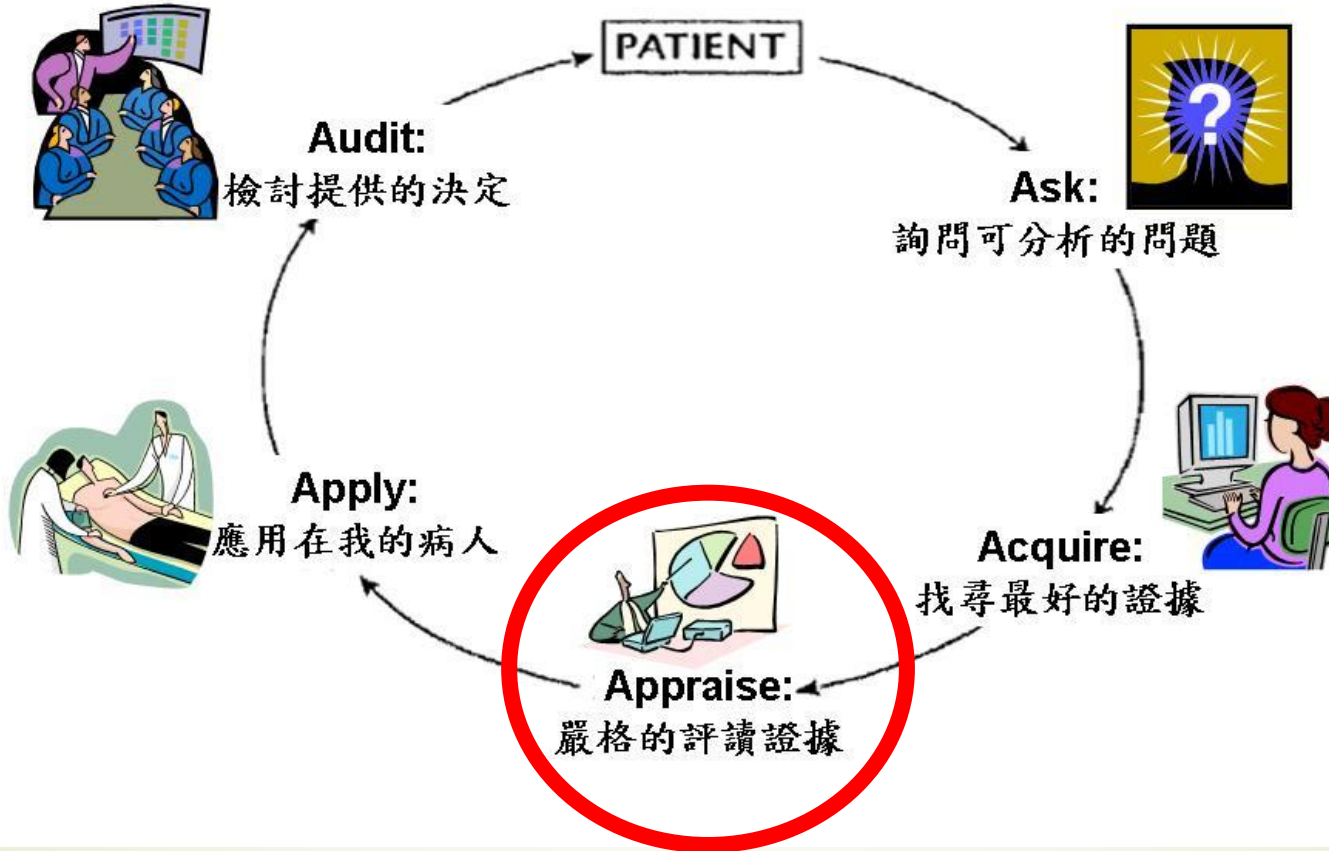 PATIENT
Ask:
詢問可分析的問題
Acquire:
找尋最好的證據
Appraise:
嚴格的評讀證據
Apply:
應用在我的病人
Audit:
檢討提供的決定
?